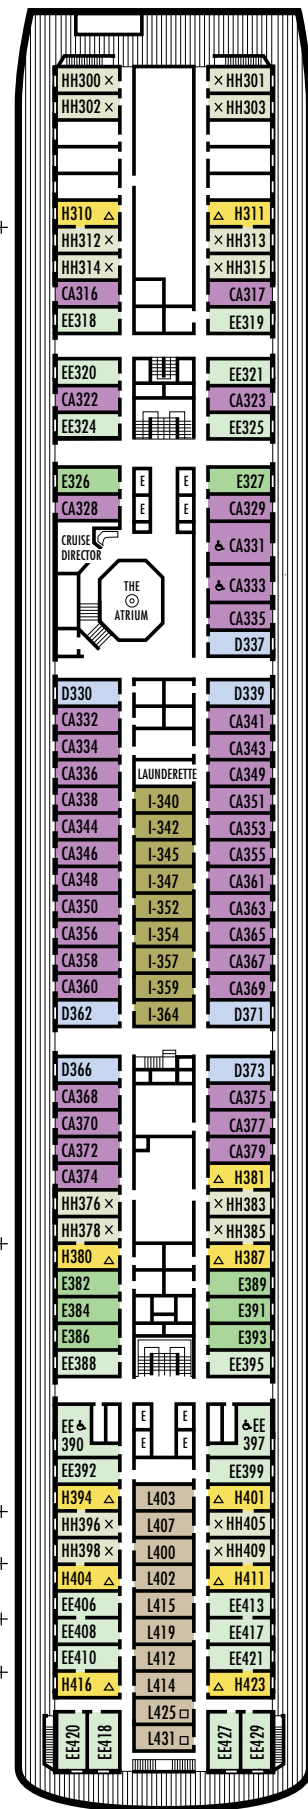 HH300 × × HH301
HH302 × × HH303
H310 △ △ H311
HH312 × × HH313
HH314 × × HH315
CA316 CA317
EE318 EE319
EE320 EE321
CA322 CA323
EE324 EE325
E326 E E E327
CA328 E E CA329
CRUISE
DIRECTOR
♿ CA331
THE
ATRIUM
♿ CA333
CA335
D337
D330 D339
CA332 CA341
CA334 CA343
CA336 LAUNDERETTE CA349
CA338 I-340 CA351
CA344 I-342 CA353
CA346 I-345 CA355
CA348 I-347 CA361
CA350 I-352 CA363
CA356 I-354 CA365
CA358 I-357 CA367
CA360 I-359 CA369
D362 I-364 D371
D366 D373
CA368 CA375
CA370 CA377
CA372 CA379
CA374 △ H381
HH376 × × HH383
HH378 × × HH385
H380 △ △ H387
E382 E389
E384 E391
E386 E393
EE388 EE395
EE ♿ E E ♿ EE
390 E E 397
EE392 EE399
H394 △ L403 △ H401
HH396 × L407 × HH405
HH398 × L400 × HH409
H404 △ L402 △ H411
EE406 L415 EE413
EE408 L419 EE417
EE410 L412 EE421
H416 △ L414 △ H423
L425 □
L431 □
EE420 EE418 EE427 EE429